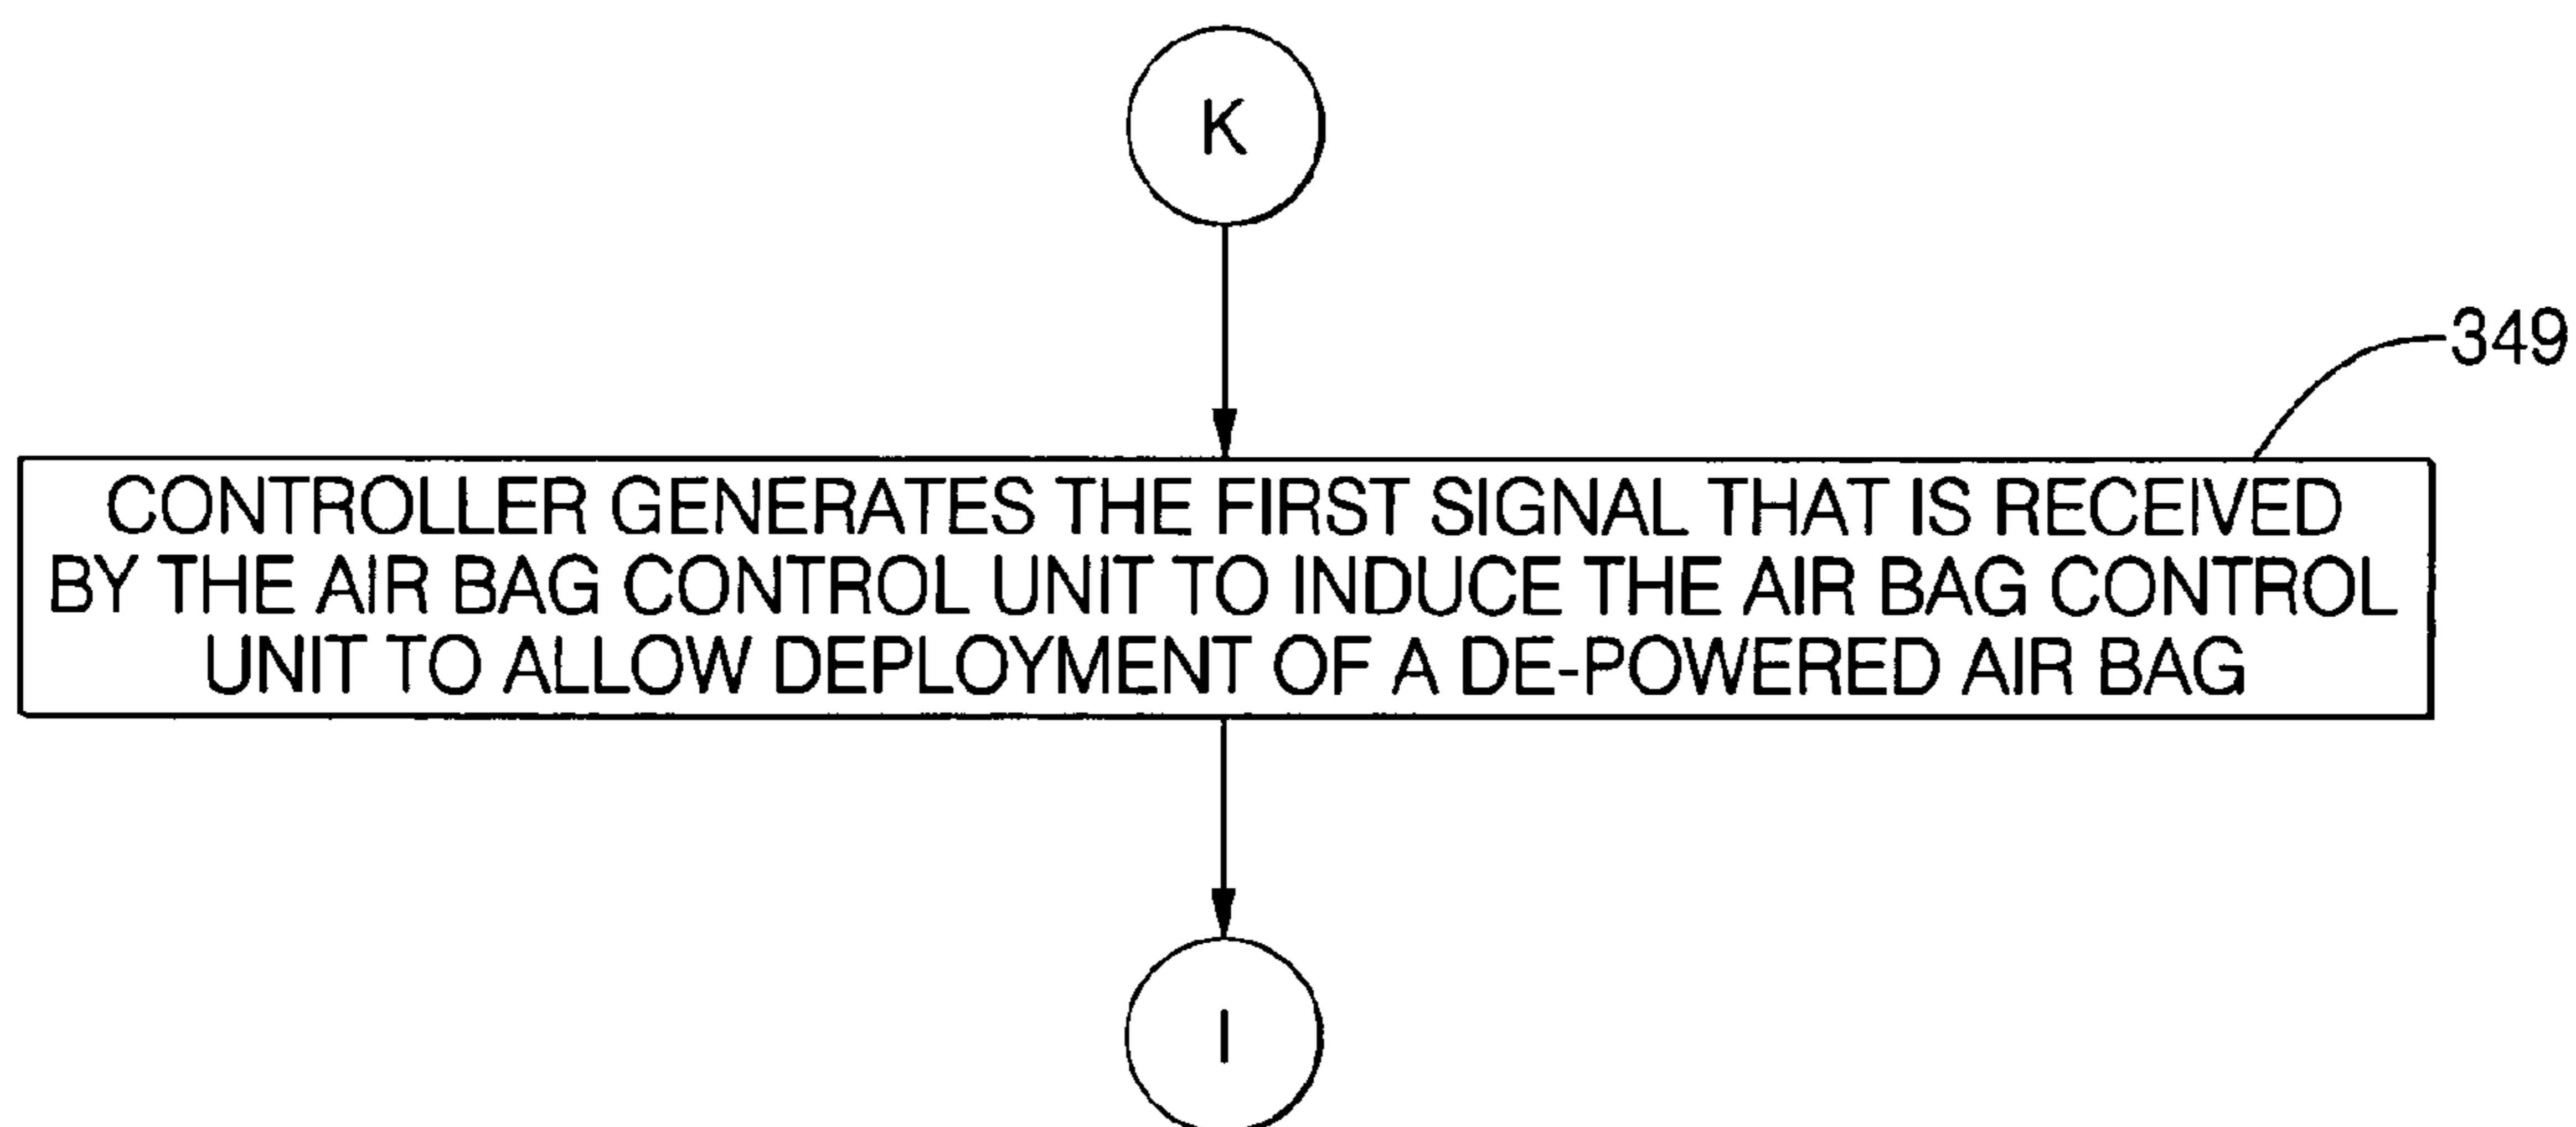 K
349
CONTROLLER GENERATES THE FIRST SIGNAL THAT IS RECEIVED
BY THE AIR BAG CONTROL UNIT TO INDUCE THE AIR BAG CONTROL
UNIT TO ALLOW DEPLOYMENT OF A DE-POWERED AIR BAG
I